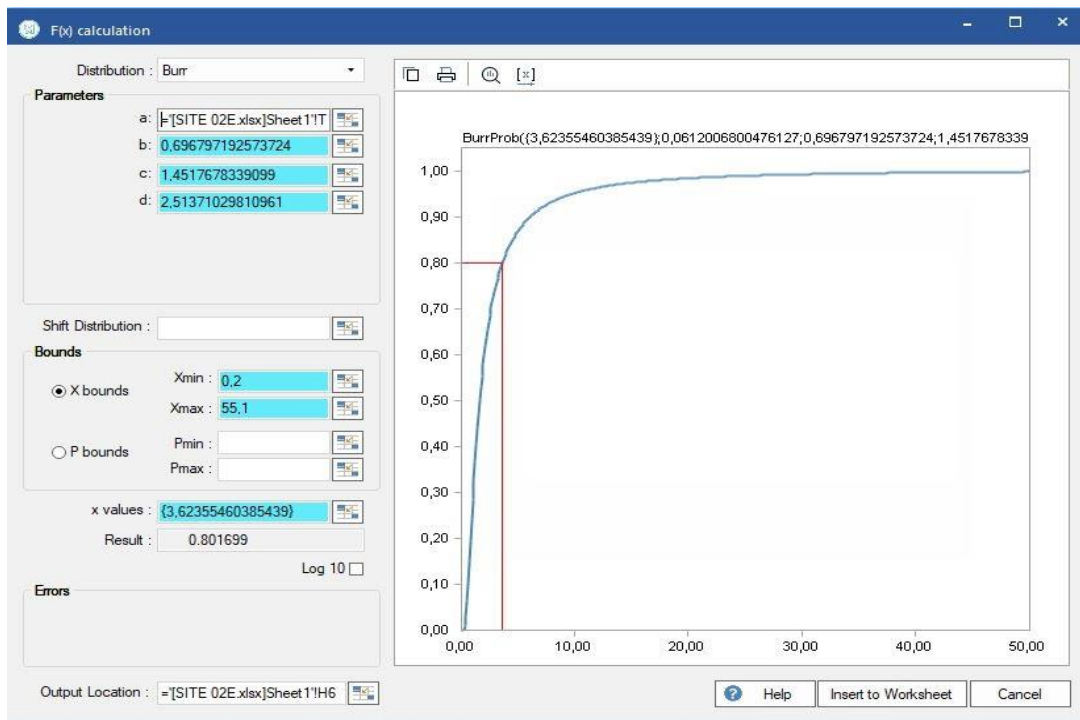 F(x) calculation
Distribution : Burr
Parameters
a: ='[SITE 02E.xlsx]Sheet1'!T
b: 0,696797192573724
c: 1,4517678339099
d: 2,51371029810961
Shift Distribution :
Bounds
X bounds
Xmin : 0,2
Xmax : 55,1
P bounds
Pmin :
Pmax :
x values : {3,62355460385439}
Result : 0.801699
Log 10
Errors
Output Location : ='[SITE 02E.xlsx]Sheet1'!H6
[x]
BurrProb({3,62355460385439};0,0612006800476127;0,696797192573724;1,4517678339
1,00
0,90
0,80
0,70
0,60
0,50
0,40
0,30
0,20
0,10
0,00
0,00 10,00 20,00 30,00 40,00 50,00
? Help Insert to Worksheet Cancel